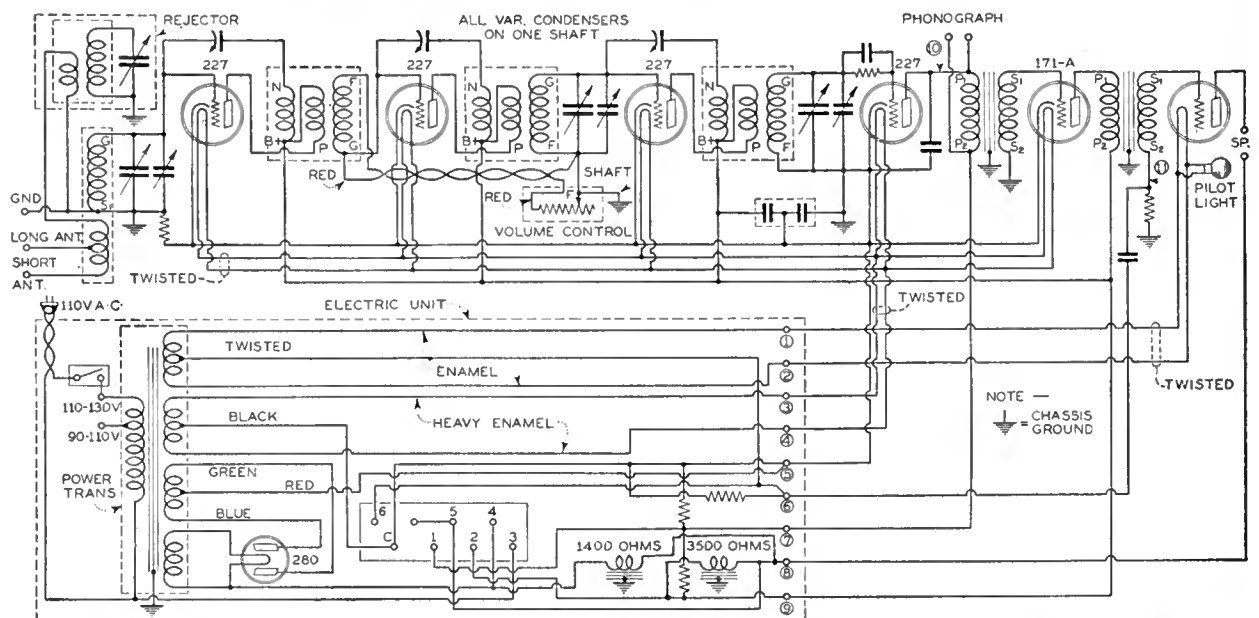 REJECTOR
ALL VAR. CONDENSERS
ON ONE SHAFT
PHONOGRAPH
227
227
227
227
171-A
⑩
N
F
B+
P
G
N
G
B+
P
F
N
G
B+
P
F
P1
P2
S1
S2
P1
P2
S1
S2
⑪
SP.
PILOT
LIGHT
G
GND
LONG ANT.
SHORT
ANT.
RED
RED
F
SHAFT
VOLUME CONTROL
TWISTED
TWISTED
110V A·C·
ELECTRIC UNIT
TWISTED
ENAMEL
BLACK
HEAVY ENAMEL
110-130V
90-110V
POWER
TRANS
GREEN
RED
BLUE
280
6
C
5
4
1
2
3
1400 OHMS
3500 OHMS
①
②
③
④
⑤
⑥
⑦
⑧
⑨
TWISTED
NOTE —
= CHASSIS
GROUND